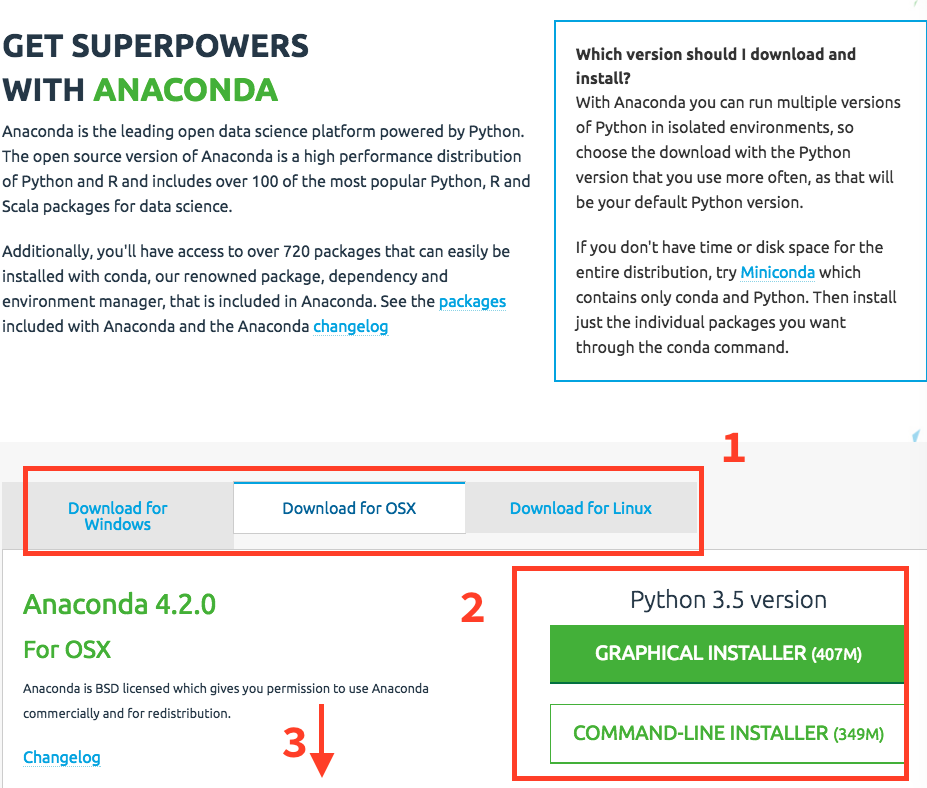 GET SUPERPOWERS
WITH ANACONDA
Anaconda is the leading open data science platform powered by Python.
The open source version of Anaconda is a high performance distribution
of Python and R and includes over 100 of the most popular Python, R and
Scala packages for data science.
Additionally, you'll have access to over 720 packages that can easily be
installed with conda, our renowned package, dependency and
environment manager, that is included in Anaconda. See the packages
included with Anaconda and the Anaconda changelog
Which version should I download and
install?
With Anaconda you can run multiple versions
of Python in isolated environments, so
choose the download with the Python
version that you use more often, as that will
be your default Python version.
If you don't have time or disk space for the
entire distribution, try Miniconda which
contains only conda and Python. Then install
just the individual packages you want
through the conda command.
1
Download for
Windows
Download for OSX
Download for Linux
Anaconda 4.2.0
For OSX
Anaconda is BSD licensed which gives you permission to use Anaconda
commercially and for redistribution.
Changelog
3
2
Python 3.5 version
GRAPHICAL INSTALLER (407M)
COMMAND-LINE INSTALLER (349M)